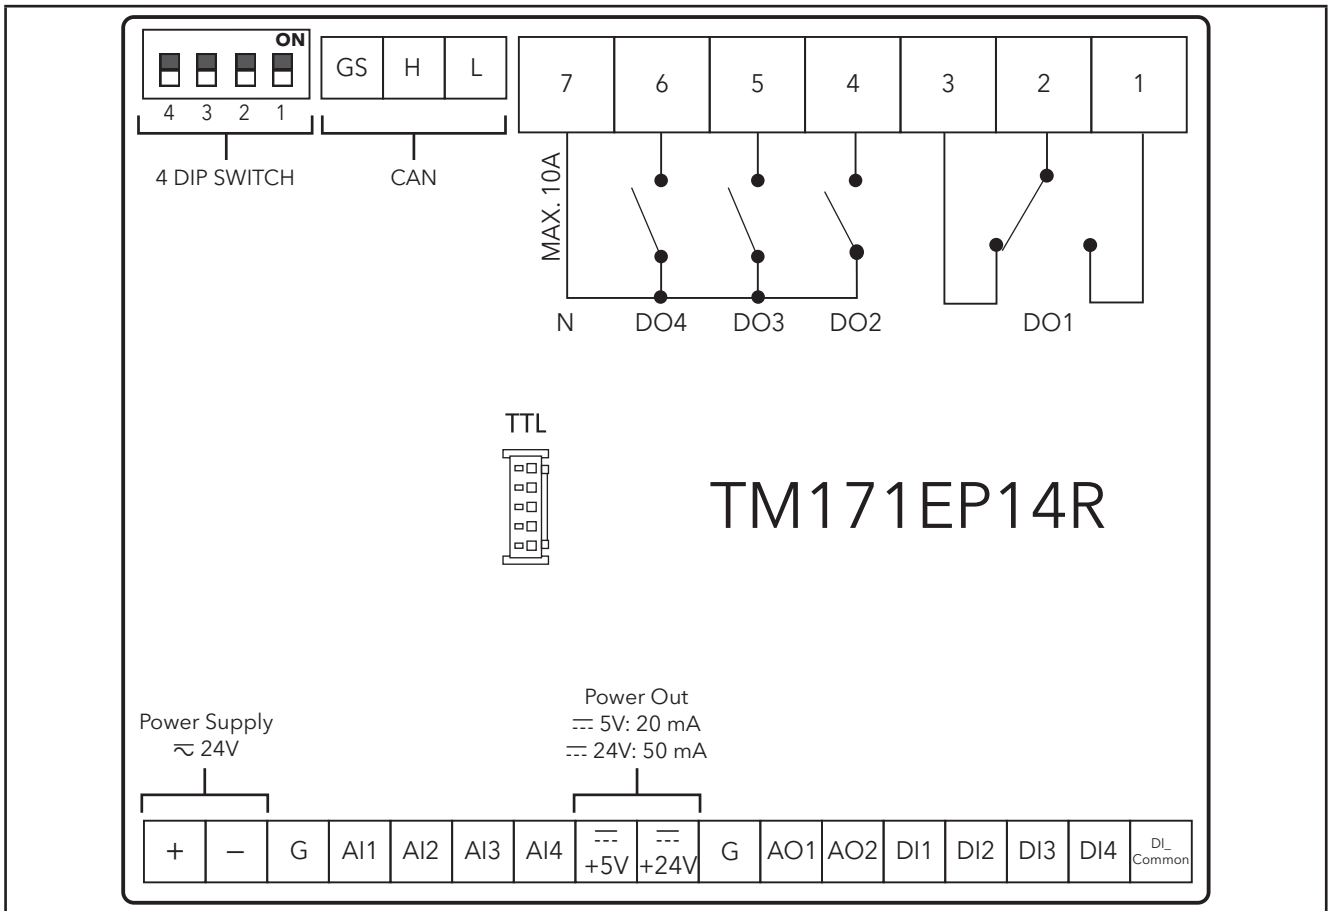 ON
4 3 2 1
4 DIP SWITCH
GS H L
CAN
7 6 5 4 3 2 1
MAX. 10A
N DO4 DO3 DO2 DO1
TTL
TM171EP14R
Power Supply
24V
Power Out
5V: 20 mA
24V: 50 mA
+ – G AI1 AI2 AI3 AI4 +5V +24V G AO1 AO2 DI1 DI2 DI3 DI4 DI_
Common